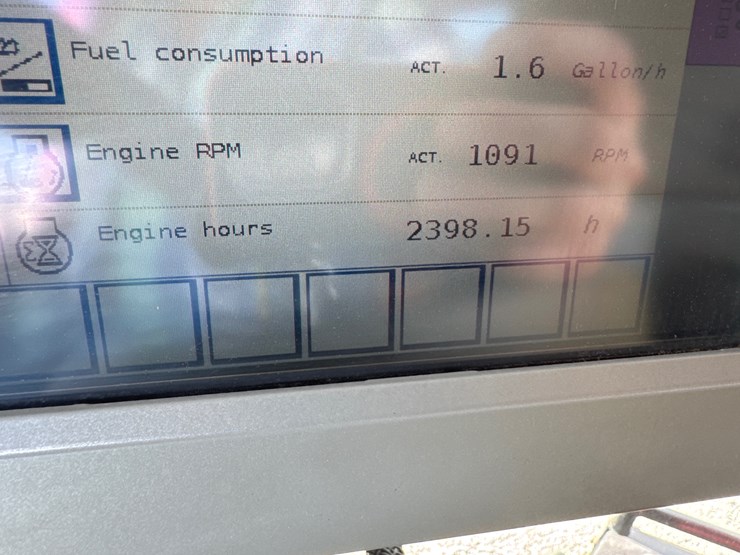 Fuel consumption ACT. 1.6 Gallon/h
Engine RPM ACT. 1091 RPM
Engine hours 2398.15 h